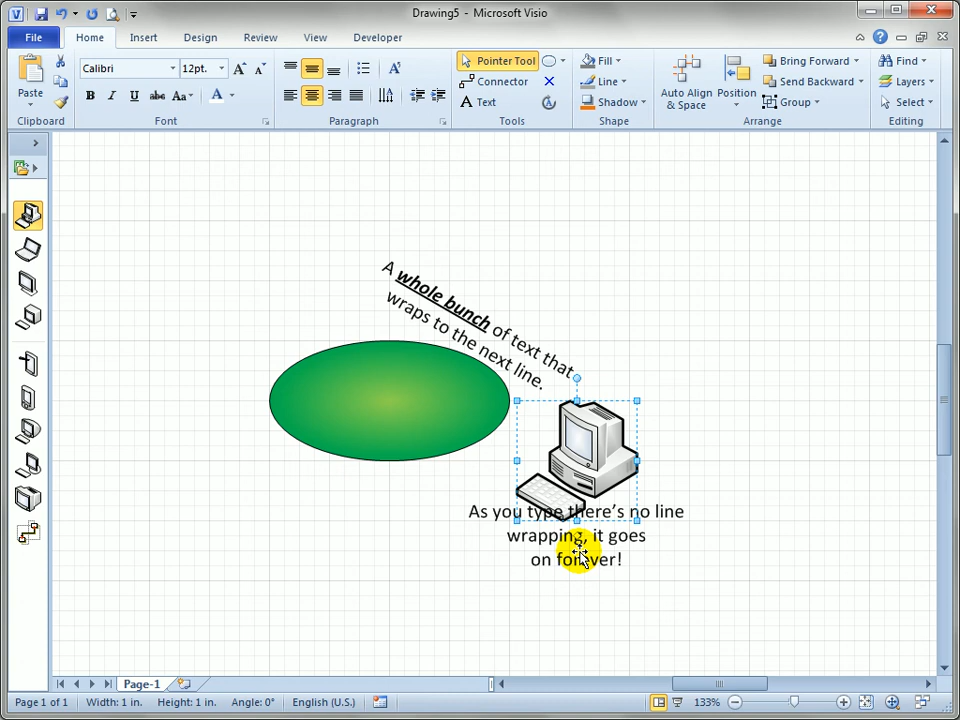 Drawing5 - Microsoft Visio
File Home Insert Design Review View Developer
Paste
Clipboard
Calibri 12pt.
Font
Paragraph
Pointer Tool
Connector
Text
Tools
Fill
Line
Shadow
Shape
Auto Align & Space
Position
Bring Forward
Send Backward
Group
Arrange
Find
Layers
Select
Editing
A whole bunch of text that
wraps to the next line.
As you type there's no line
wrapping, it goes
on forever!
Page-1
Page 1 of 1 Width: 1 in. Height: 1 in. Angle: 0° English (U.S.) 133%